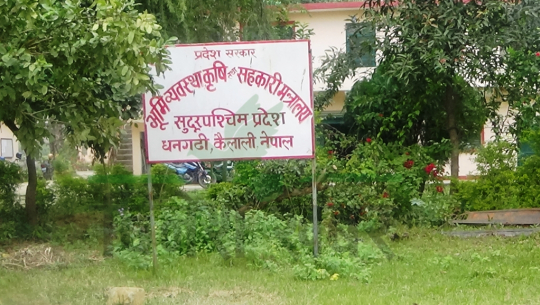 प्रदेश सरकार
भूमि व्यवस्था कृषि तथा सहकारी मन्त्रालय
सुदूरपश्चिम प्रदेश
धनगढी, कैलाली नेपाल